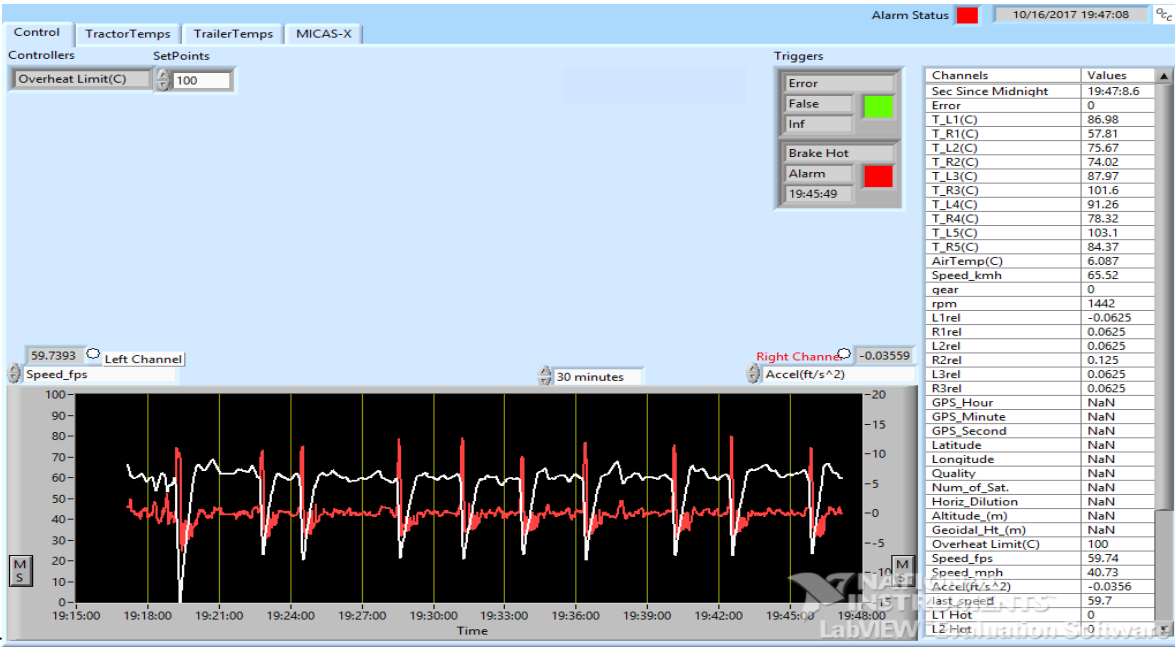 Alarm Status 10/16/2017 19:47:08
Control TractorTemps TrailerTemps MICAS-X
Controllers SetPoints
Overheat Limit(C) 100
Triggers
Error
False
Inf
Brake Hot
Alarm
19:45:49
Channels Values
Sec Since Midnight 19:47:8.6
Error 0
T_L1(C) 86.98
T_R1(C) 57.81
T_L2(C) 75.67
T_R2(C) 74.02
T_L3(C) 87.97
T_R3(C) 101.6
T_L4(C) 91.26
T_R4(C) 78.32
T_L5(C) 103.1
T_R5(C) 84.37
AirTemp(C) 6.087
Speed_kmh 65.52
gear 0
rpm 1442
L1rel -0.0625
R1rel 0.0625
L2rel 0.0625
R2rel 0.125
L3rel 0.0625
R3rel 0.0625
GPS_Hour NaN
GPS_Minute NaN
GPS_Second NaN
Latitude NaN
Longitude NaN
Quality NaN
Num_of_Sat. NaN
Horiz_Dilution NaN
Altitude_(m) NaN
Geoidal_Ht_(m) NaN
Overheat Limit(C) 100
Speed_fps 59.74
Speed_mph 40.73
Accel(ft/s^2) -0.0356
last_speed 59.7
L1 Hot 0
L2 Hot 0
59.7393 Left Channel
Right Channel -0.03559
Speed_fps 30 minutes Accel(ft/s^2)
100 20
90
80 15
70 10
60
5
50
40 0
30 -5
20
10 -10
0 -15
M
S
M
S
19:15:00 19:18:00 19:21:00 19:24:00 19:27:00 19:30:00 19:33:00 19:36:00 19:39:00 19:42:00 19:45:00 19:48:00
Time
NATIONAL
INSTRUMENTS
LabVIEW Evaluation Software